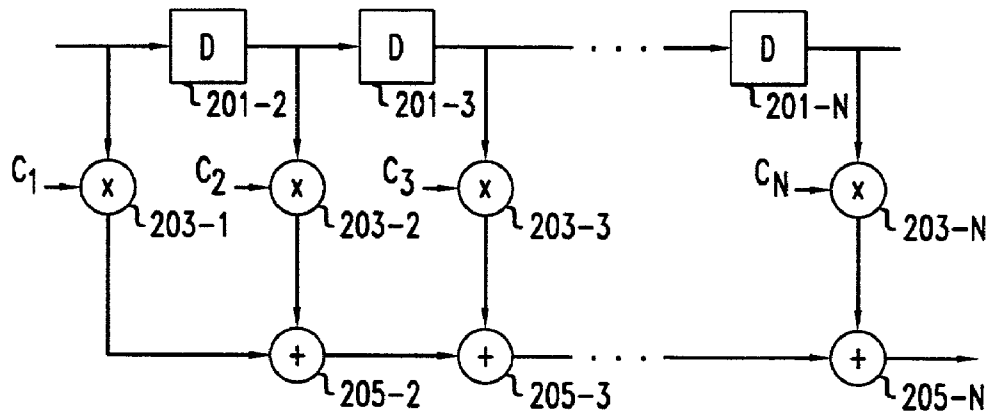 D D . . . D
201-2 201-3 201-N
C1 x C2 x C3 x CN x
203-1 203-2 203-3 203-N
+ + . . . +
205-2 205-3 205-N